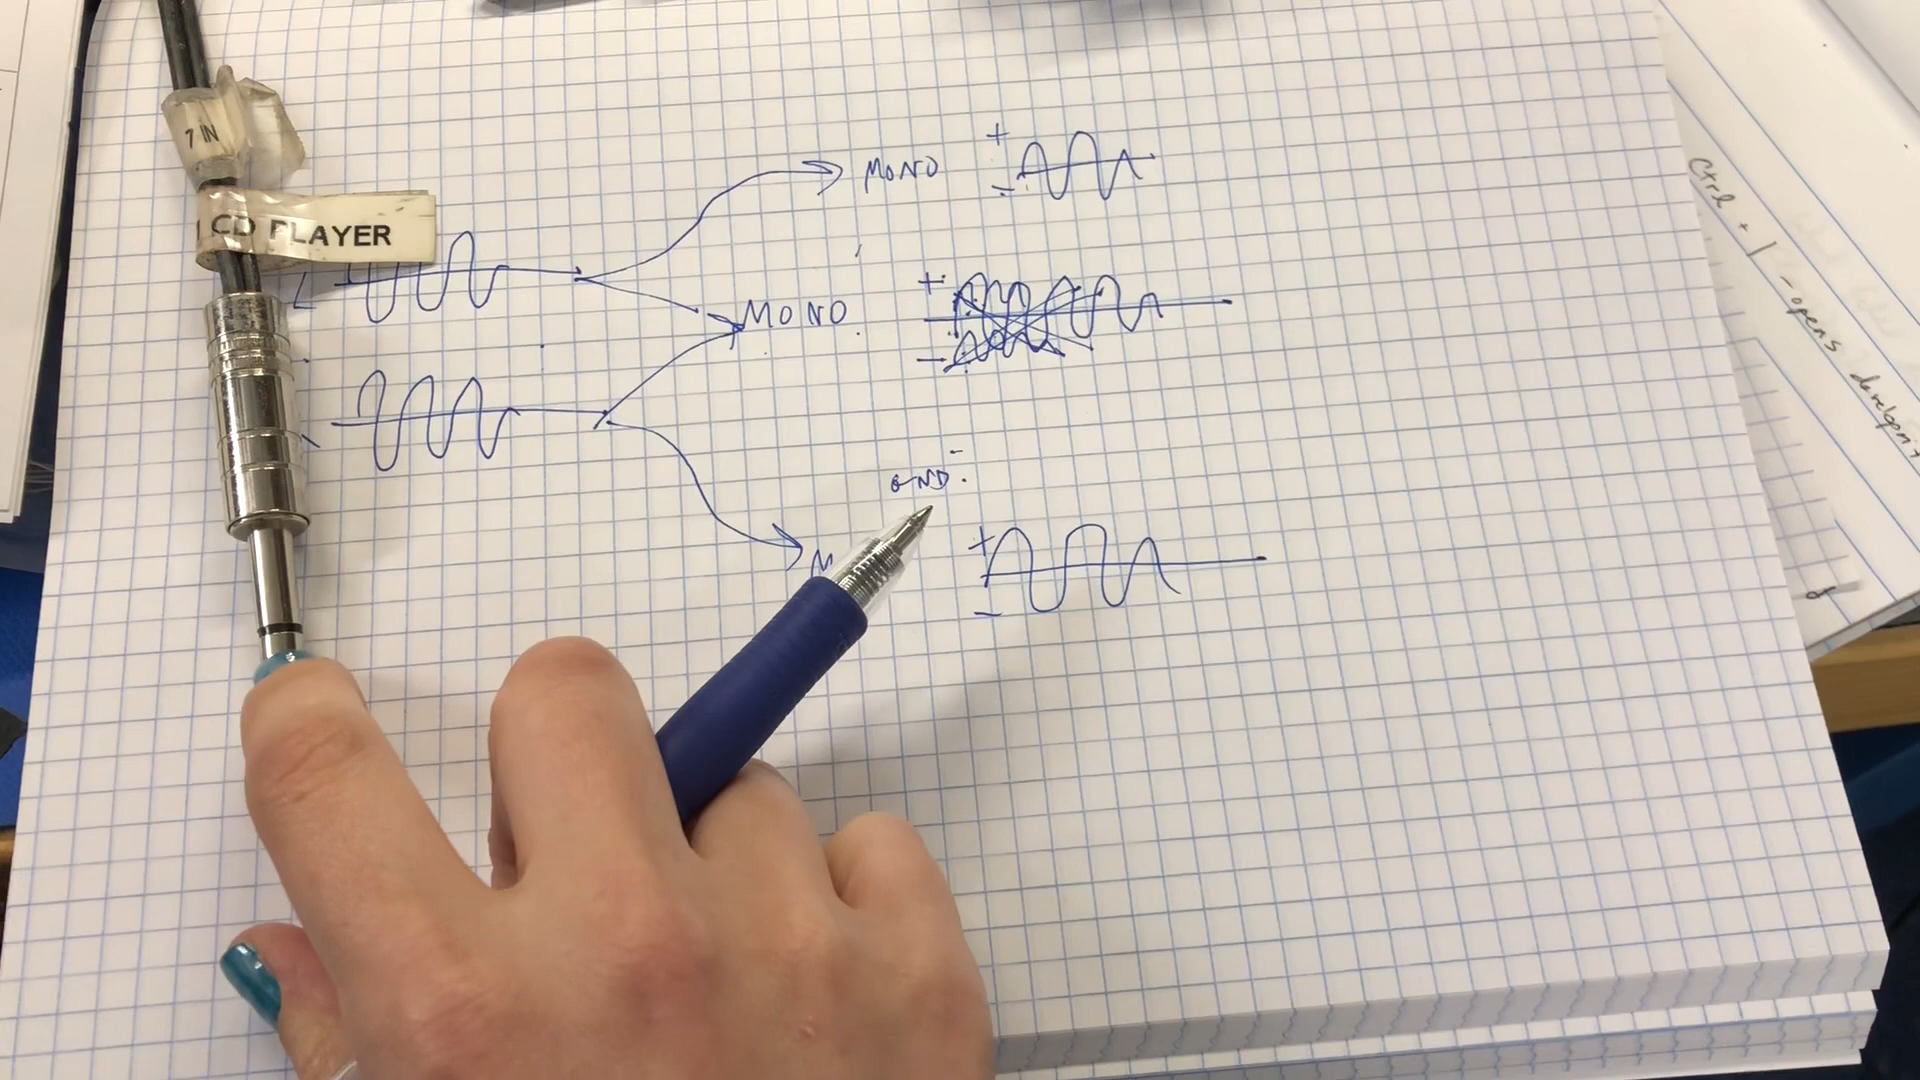 7 IN
CD PLAYER
L
MONO
+
-
MONO
+
-
GND.
-
M
+
-
Ctrl + | - opens